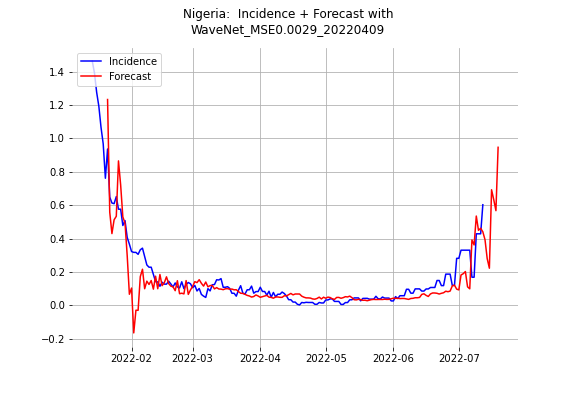 Nigeria:  Incidence + Forecast with
WaveNet_MSE0.0029_20220409
Incidence
Forecast
1.4
1.2
1.0
0.8
0.6
0.4
0.2
0.0
−0.2
2022-02 2022-03 2022-04 2022-05 2022-06 2022-07